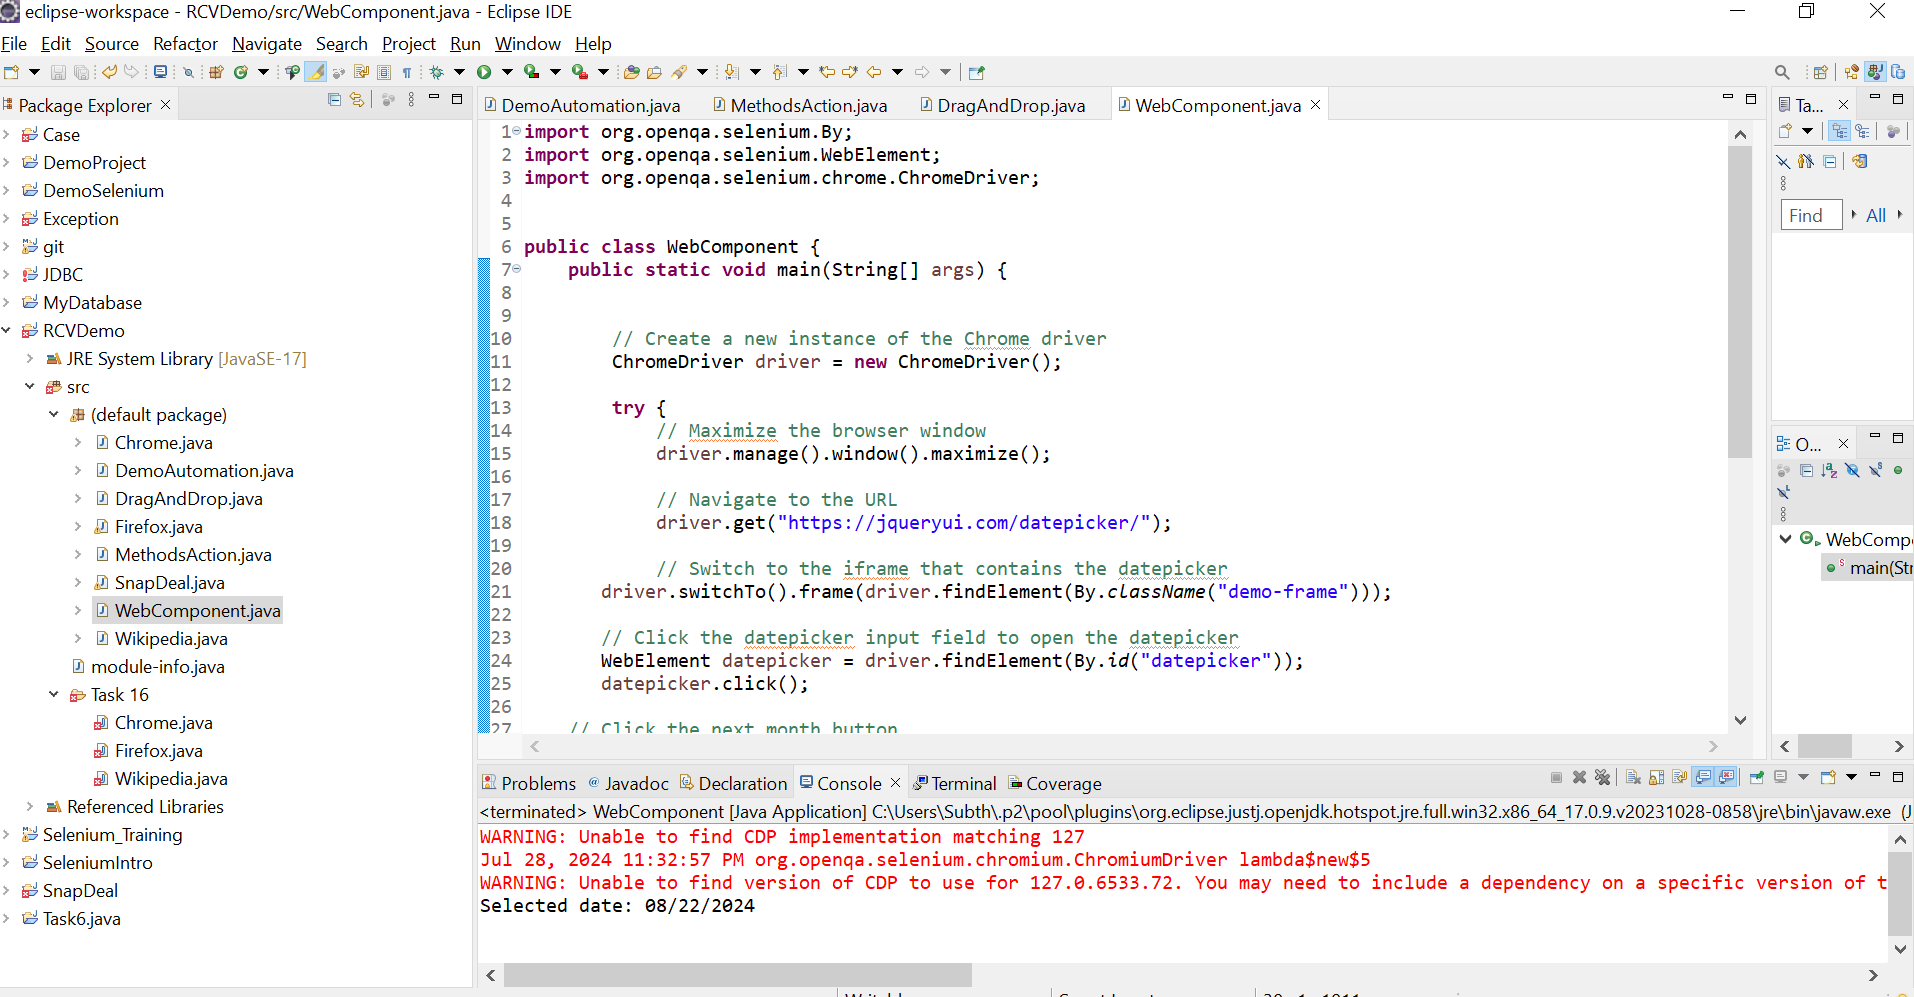 eclipse-workspace - RCVDemo/src/WebComponent.java - Eclipse IDE
File Edit Source Refactor Navigate Search Project Run Window Help
Package Explorer
Case
DemoProject
DemoSelenium
Exception
git
JDBC
MyDatabase
RCVDemo
JRE System Library [JavaSE-17]
src
(default package)
Chrome.java
DemoAutomation.java
DragAndDrop.java
Firefox.java
MethodsAction.java
SnapDeal.java
WebComponent.java
Wikipedia.java
module-info.java
Task 16
Chrome.java
Firefox.java
Wikipedia.java
Referenced Libraries
Selenium_Training
SeleniumIntro
SnapDeal
Task6.java
DemoAutomation.java MethodsAction.java DragAndDrop.java WebComponent.java
1 import org.openqa.selenium.By;
2 import org.openqa.selenium.WebElement;
3 import org.openqa.selenium.chrome.ChromeDriver;
4
5
6 public class WebComponent {
7 public static void main(String[] args) {
8
9
10 // Create a new instance of the Chrome driver
11 ChromeDriver driver = new ChromeDriver();
12
13 try {
14 // Maximize the browser window
15 driver.manage().window().maximize();
16
17 // Navigate to the URL
18 driver.get("https://jqueryui.com/datepicker/");
19
20 // Switch to the iframe that contains the datepicker
21 driver.switchTo().frame(driver.findElement(By.className("demo-frame")));
22
23 // Click the datepicker input field to open the datepicker
24 WebElement datepicker = driver.findElement(By.id("datepicker"));
25 datepicker.click();
26
27 // Click the next month button
Ta...
Find All
O...
WebComp
main(Str
Problems Javadoc Declaration Console Terminal Coverage
<terminated> WebComponent [Java Application] C:\Users\Subth\.p2\pool\plugins\org.eclipse.justj.openjdk.hotspot.jre.full.win32.x86_64_17.0.9.v20231028-0858\jre\bin\javaw.exe (J
WARNING: Unable to find CDP implementation matching 127
Jul 28, 2024 11:32:57 PM org.openqa.selenium.chromium.ChromiumDriver lambda$new$5
WARNING: Unable to find version of CDP to use for 127.0.6533.72. You may need to include a dependency on a specific version of t
Selected date: 08/22/2024